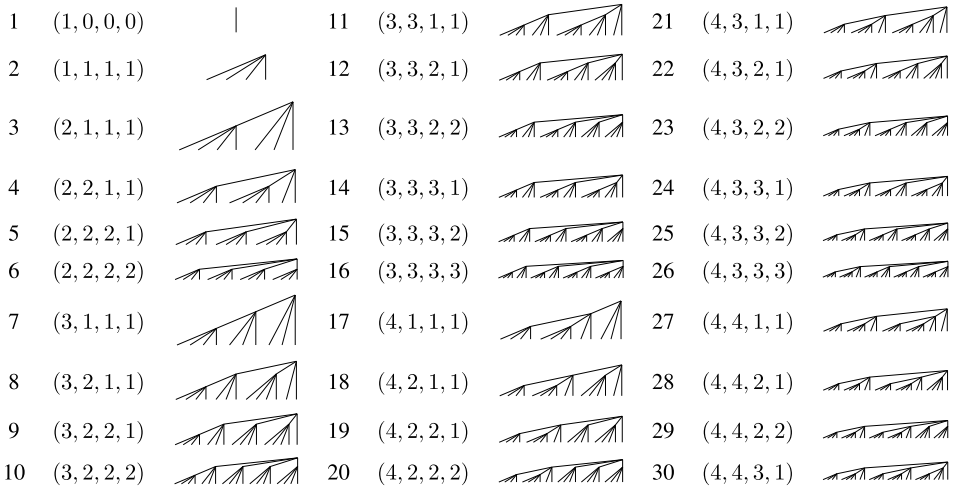 1 (1, 0, 0, 0) 11 (3, 3, 1, 1) 21 (4, 3, 1, 1)
2 (1, 1, 1, 1) 12 (3, 3, 2, 1) 22 (4, 3, 2, 1)
3 (2, 1, 1, 1) 13 (3, 3, 2, 2) 23 (4, 3, 2, 2)
4 (2, 2, 1, 1) 14 (3, 3, 3, 1) 24 (4, 3, 3, 1)
5 (2, 2, 2, 1) 15 (3, 3, 3, 2) 25 (4, 3, 3, 2)
6 (2, 2, 2, 2) 16 (3, 3, 3, 3) 26 (4, 3, 3, 3)
7 (3, 1, 1, 1) 17 (4, 1, 1, 1) 27 (4, 4, 1, 1)
8 (3, 2, 1, 1) 18 (4, 2, 1, 1) 28 (4, 4, 2, 1)
9 (3, 2, 2, 1) 19 (4, 2, 2, 1) 29 (4, 4, 2, 2)
10 (3, 2, 2, 2) 20 (4, 2, 2, 2) 30 (4, 4, 3, 1)